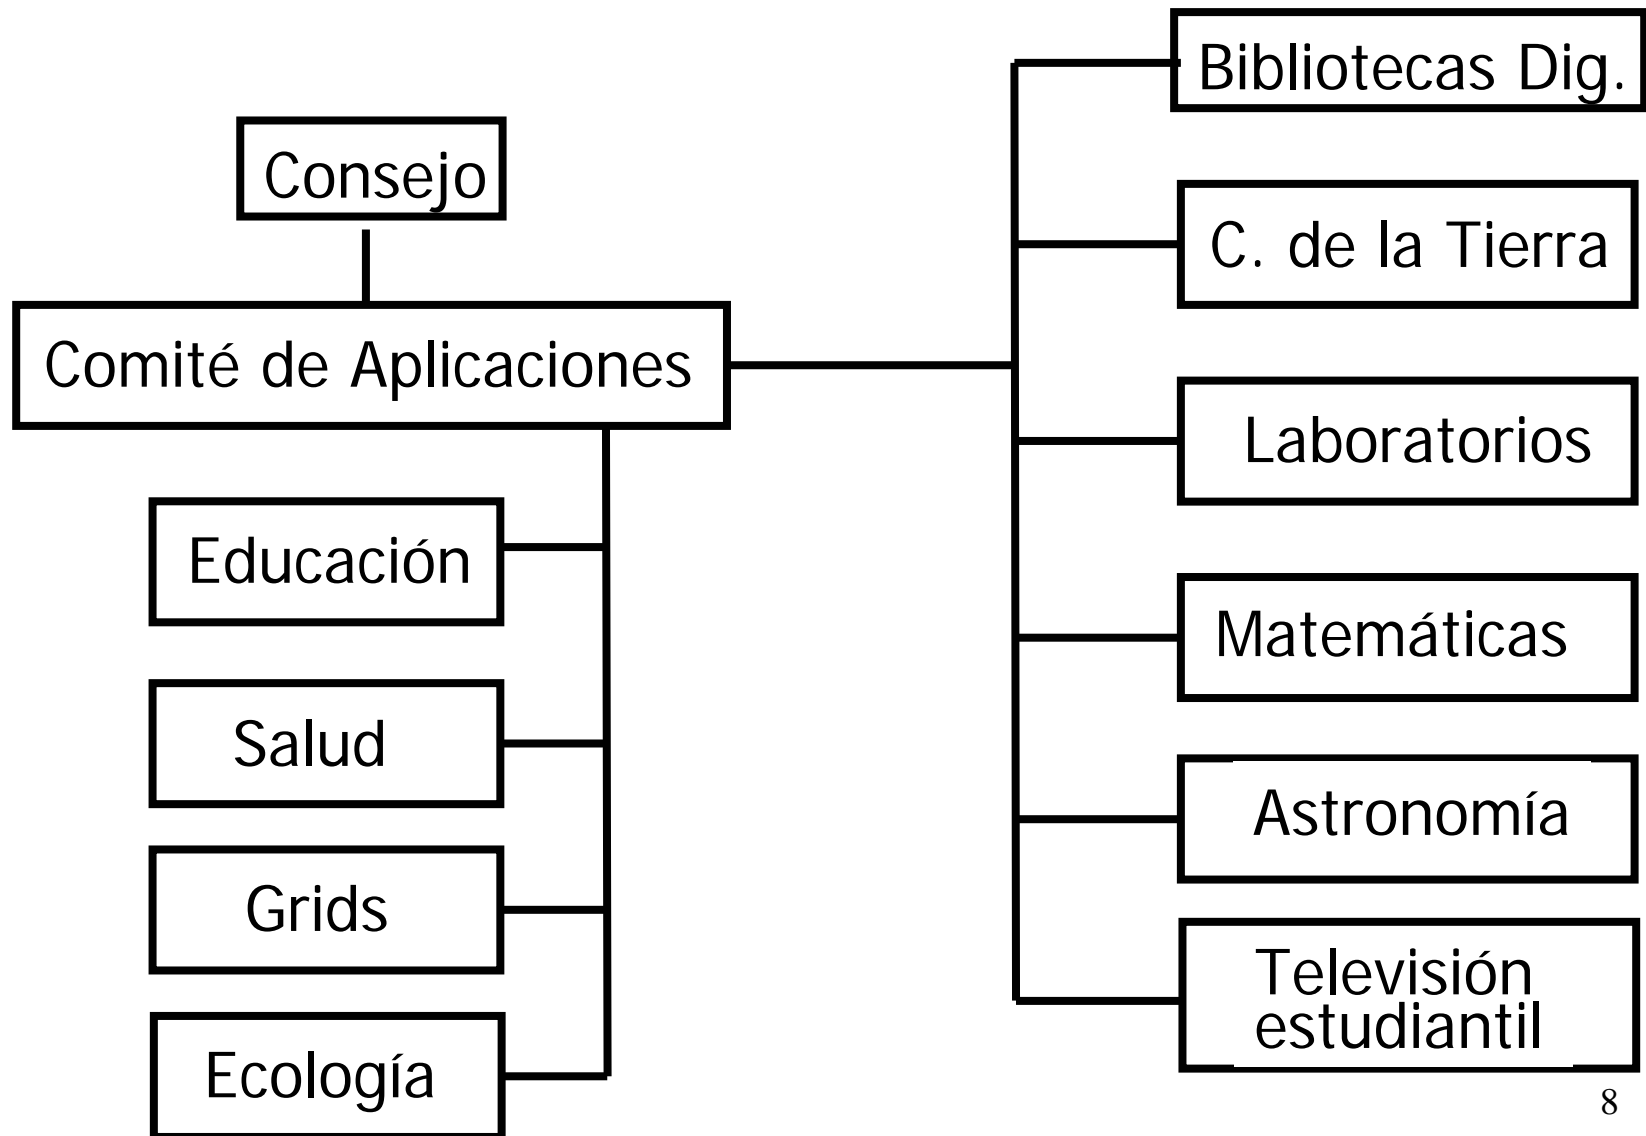 Consejo
Comité de Aplicaciones
Educación
Salud
Grids
Ecología
Bibliotecas Dig.
C. de la Tierra
Laboratorios
Matemáticas
Astronomía
Televisión
estudiantil
8